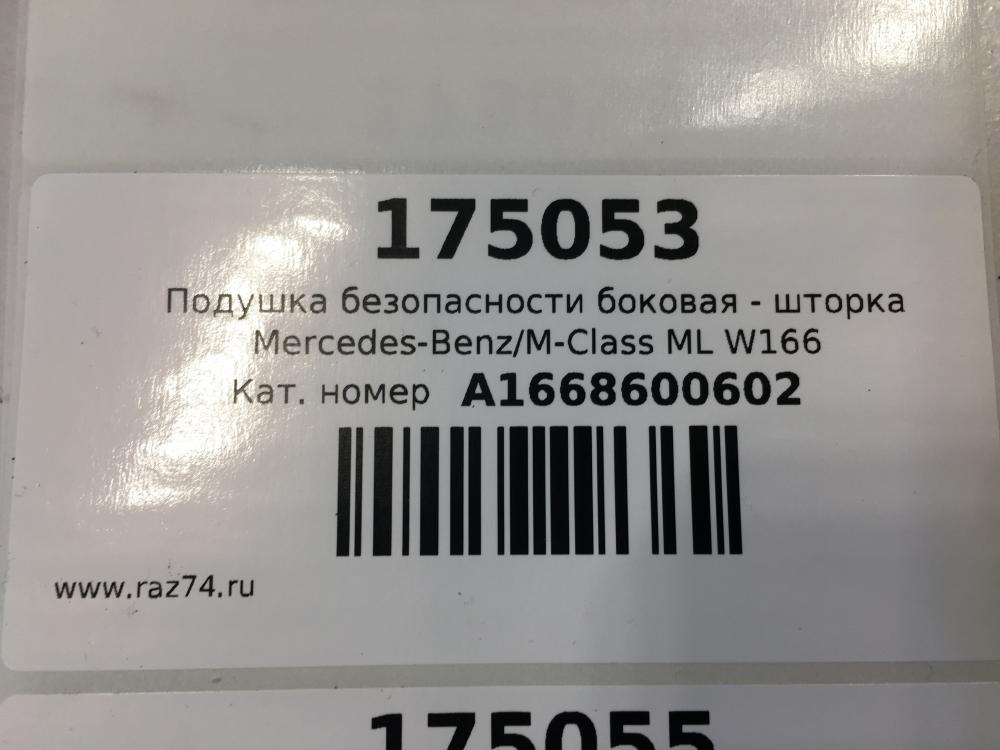 175053
Подушка безопасности боковая - шторка
Mercedes-Benz/M-Class ML W166
Кат. номер A1668600602
www.raz74.ru
175055